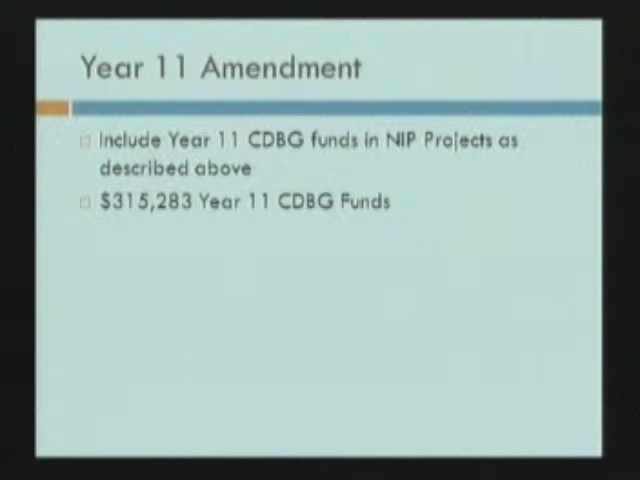 Year 11 Amendment
Include Year 11 CDBG funds in NIP Projects as
described above
$315,283 Year 11 CDBG Funds